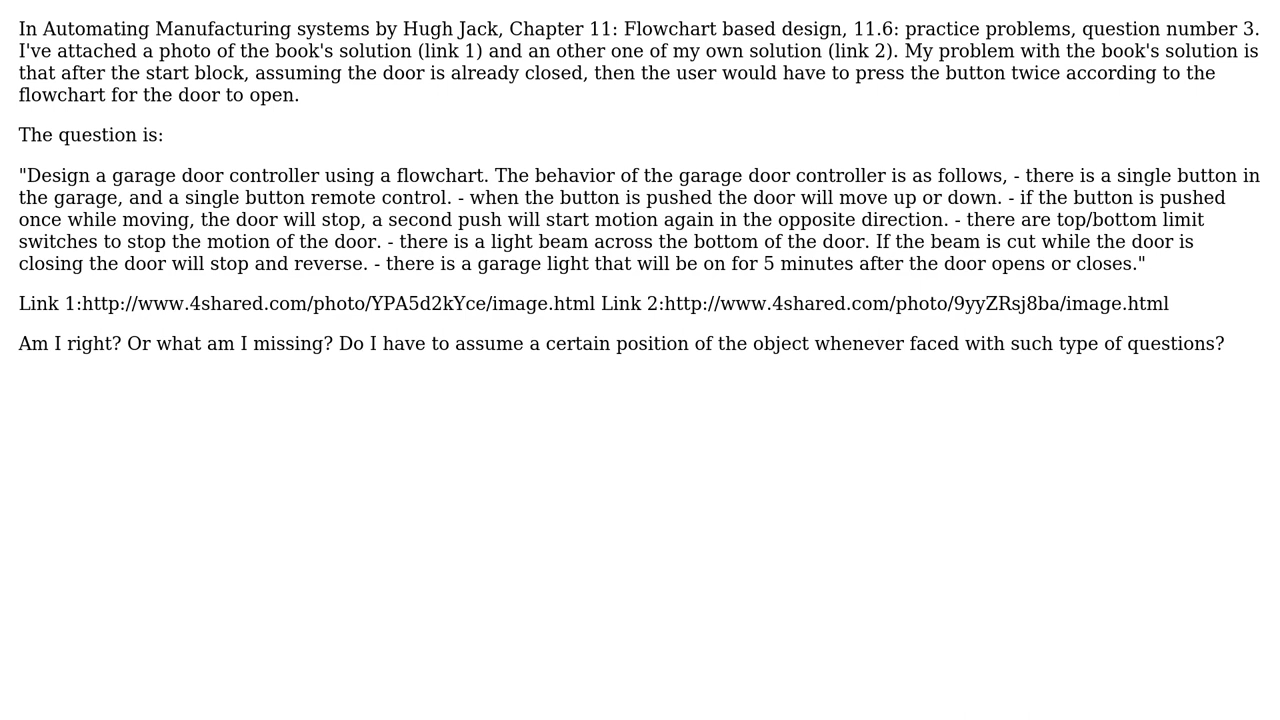 In Automating Manufacturing systems by Hugh Jack, Chapter 11: Flowchart based design, 11.6: practice problems, question number 3.
I've attached a photo of the book's solution (link 1) and an other one of my own solution (link 2). My problem with the book's solution is
that after the start block, assuming the door is already closed, then the user would have to press the button twice according to the
flowchart for the door to open.
The question is:
"Design a garage door controller using a flowchart. The behavior of the garage door controller is as follows, - there is a single button in
the garage, and a single button remote control. - when the button is pushed the door will move up or down. - if the button is pushed
once while moving, the door will stop, a second push will start motion again in the opposite direction. - there are top/bottom limit
switches to stop the motion of the door. - there is a light beam across the bottom of the door. If the beam is cut while the door is
closing the door will stop and reverse. - there is a garage light that will be on for 5 minutes after the door opens or closes."
Link 1:http://www.4shared.com/photo/YPA5d2kYce/image.html Link 2:http://www.4shared.com/photo/9yyZRsj8ba/image.html
Am I right? Or what am I missing? Do I have to assume a certain position of the object whenever faced with such type of questions?